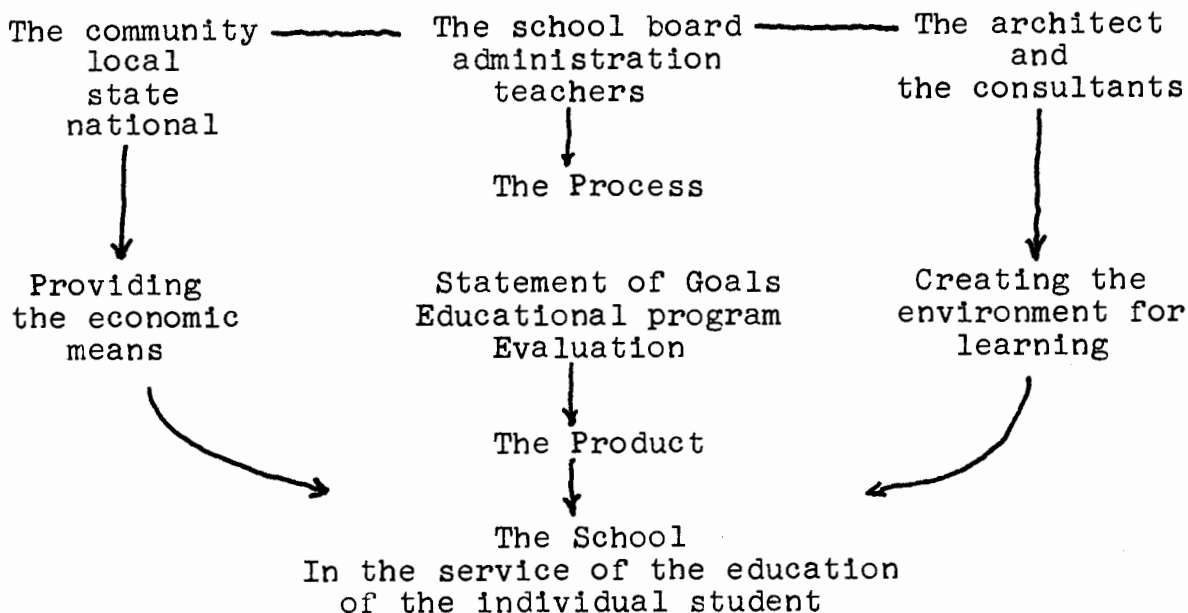 The community
local
state
national
The school board
administration
teachers
The architect
and
the consultants
The Process
Providing
the economic
means
Statement of Goals
Educational program
Evaluation
Creating the
environment for
learning
The Product
The School
In the service of the education
of the individual student